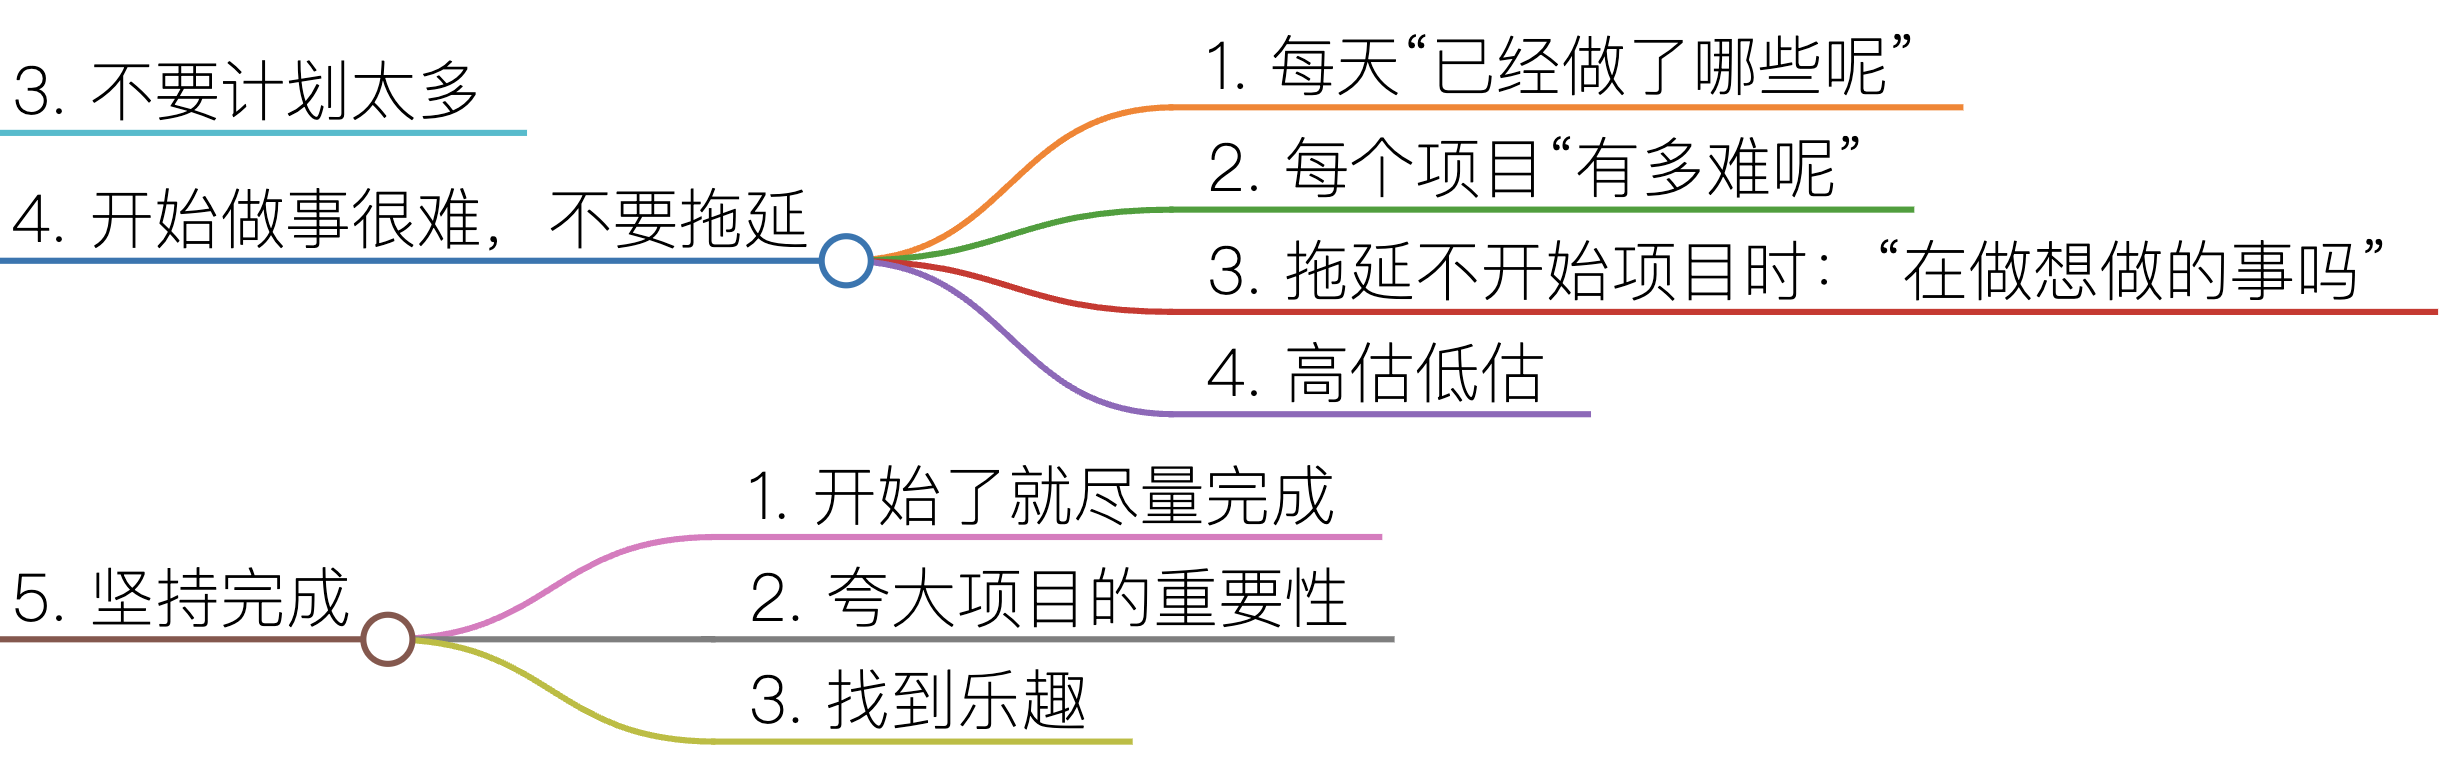 3. 不要计划太多
4. 开始做事很难，不要拖延
1. 每天“已经做了哪些呢”
2. 每个项目“有多难呢”
3. 拖延不开始项目时：“在做想做的事吗”
4. 高估低估
5. 坚持完成
1. 开始了就尽量完成
2. 夸大项目的重要性
3. 找到乐趣